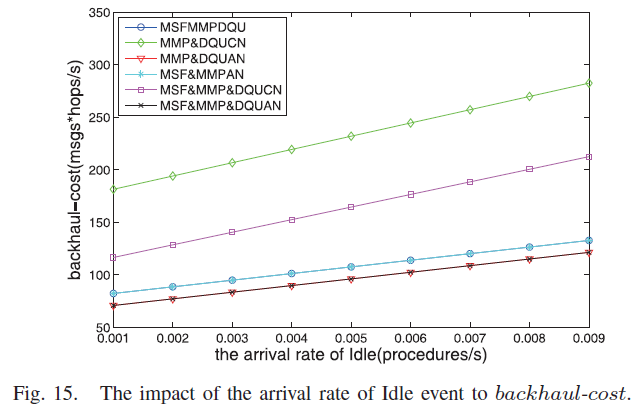 350
300
250
200
150
100
50
backhaul-cost(msgs*hops/s)
MSFMMPDQU
MMP&DQUCN
MMP&DQUAN
MSF&MMPAN
MSF&MMP&DQUCN
MSF&MMP&DQUAN
0.001 0.002 0.003 0.004 0.005 0.006 0.007 0.008 0.009
the arrival rate of Idle(procedures/s)
Fig. 15. The impact of the arrival rate of Idle event to backhaul-cost.